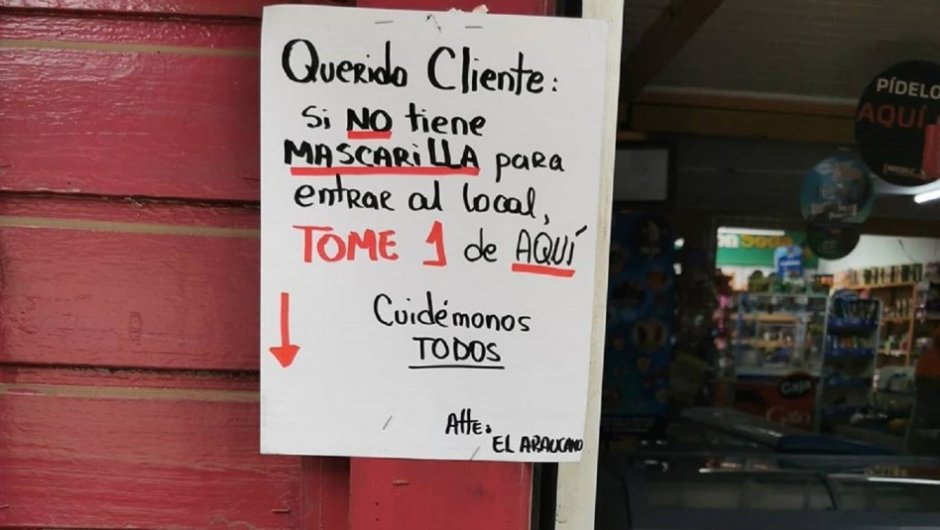 Querido Cliente:
Si NO tiene
MASCARiLLA para
entrar al local,
TOME 1 de AQUÍ
Cuidémonos
TODOS
Atte:
EL ARAUCANO
PÍDELO
AQUÍ
Caja